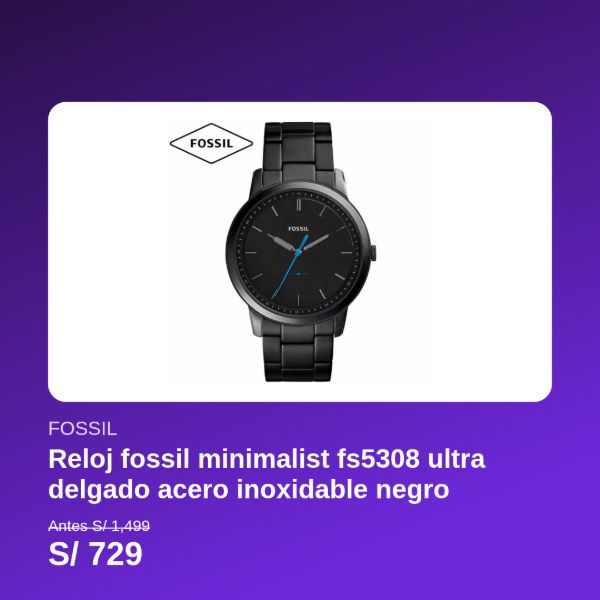 FOSSIL
FOSSIL
FOSSIL
Reloj fossil minimalist fs5308 ultra
delgado acero inoxidable negro
Antes S/ 1,499
S/ 729